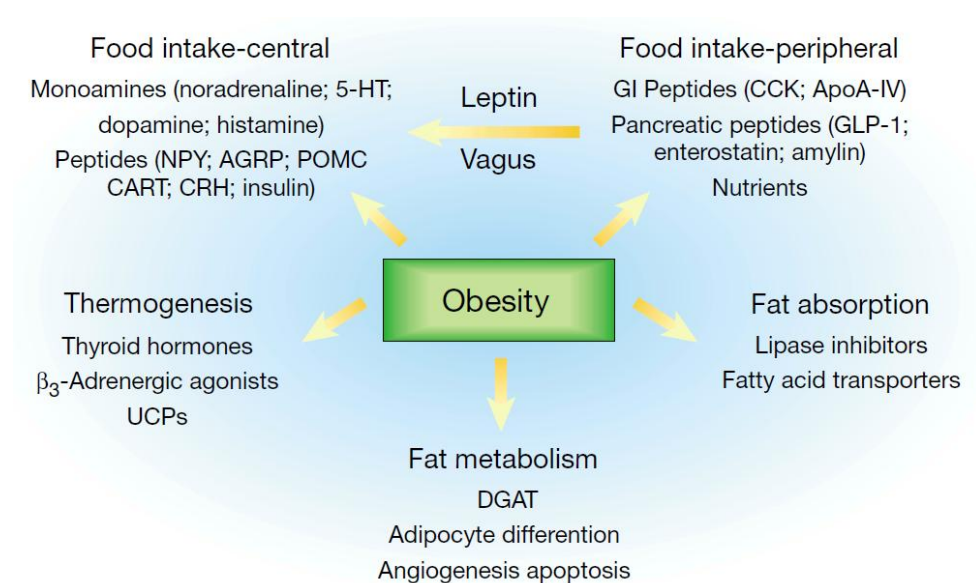 Food intake-central
Monoamines (noradrenaline; 5-HT;
dopamine; histamine)
Peptides (NPY; AGRP; POMC
CART; CRH; insulin)
Leptin
Vagus
Food intake-peripheral
GI Peptides (CCK; ApoA-IV)
Pancreatic peptides (GLP-1;
enterostatin; amylin)
Nutrients
Obesity
Thermogenesis
Thyroid hormones
β₃-Adrenergic agonists
UCPs
Fat absorption
Lipase inhibitors
Fatty acid transporters
Fat metabolism
DGAT
Adipocyte differention
Angiogenesis apoptosis